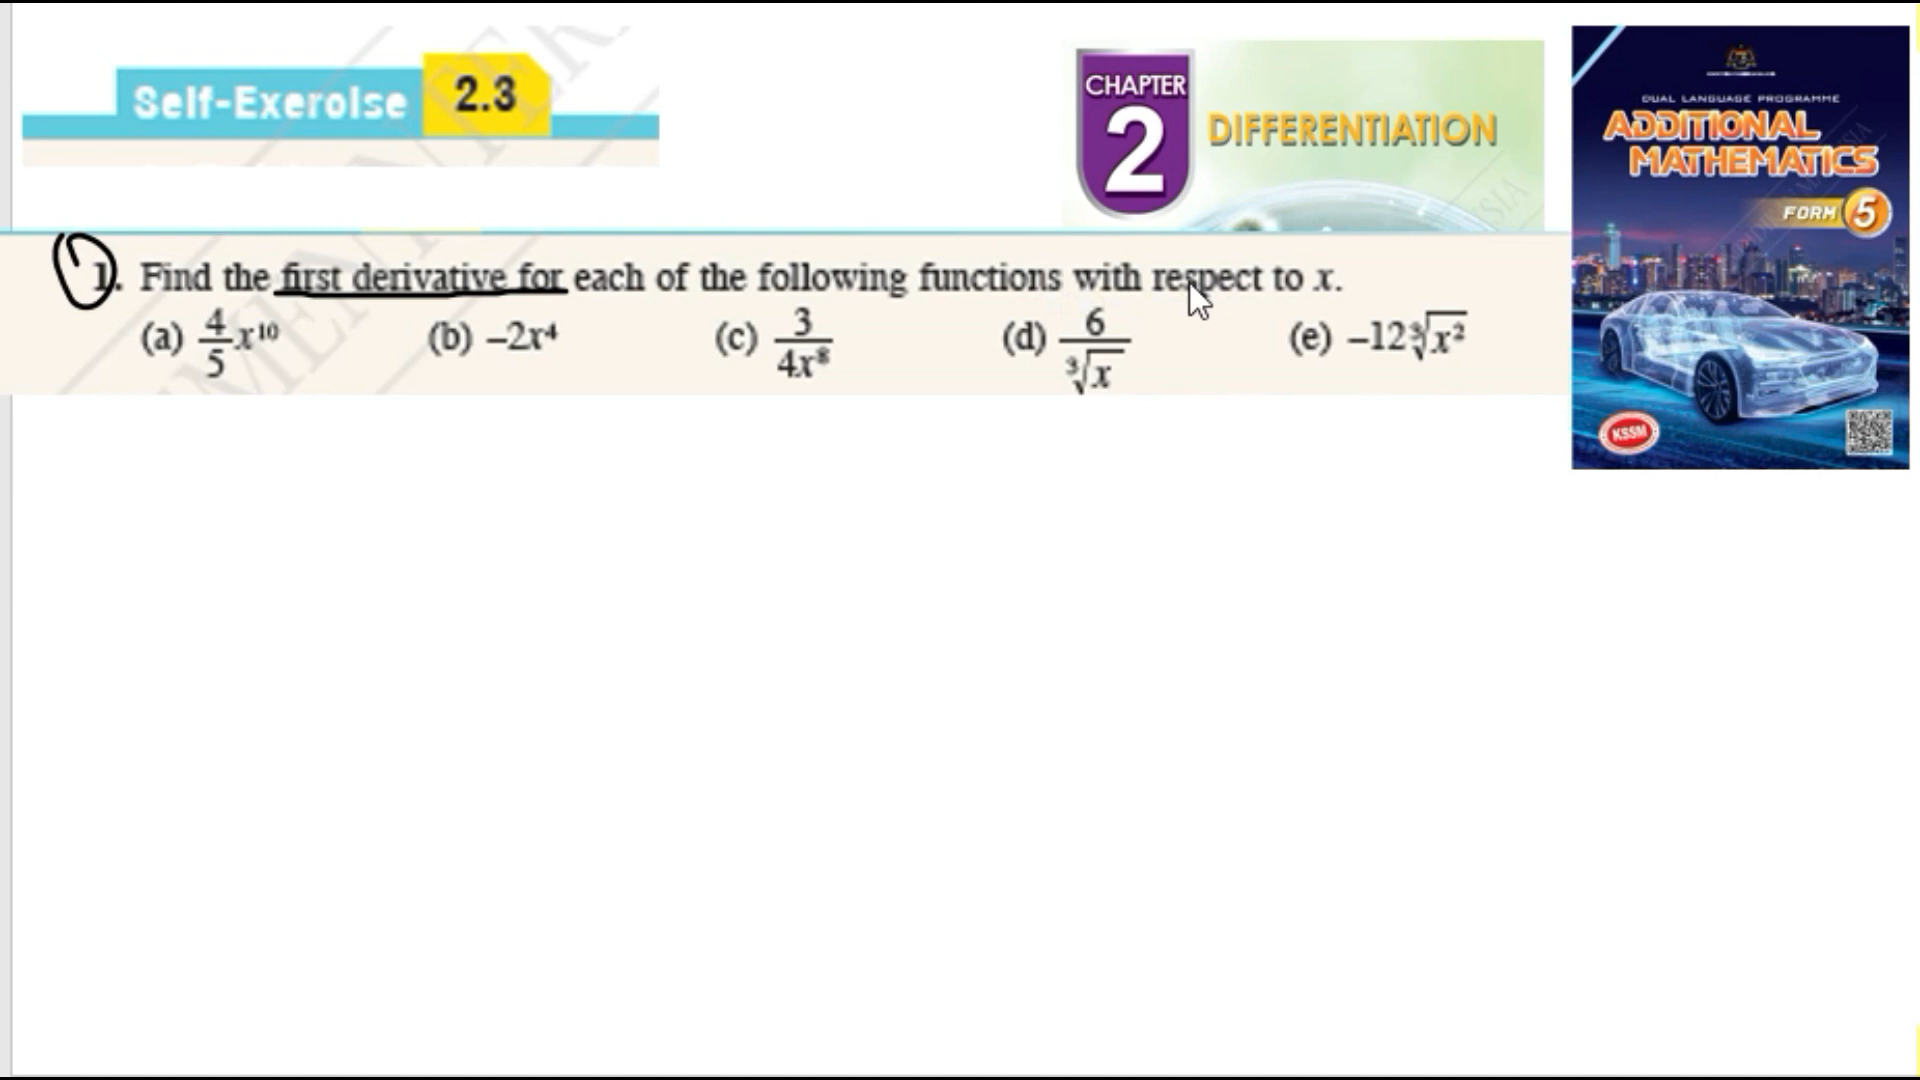 Self-Exercise 2.3
CHAPTER
2
DIFFERENTIATION
DUAL LANGUAGE PROGRAMME
ADDITIONAL
MATHEMATICS
FORM 5
KSSM
1. Find the first derivative for each of the following functions with respect to x.
(a) 4/5 x¹⁰ (b) –2x⁴ (c) 3/4x⁸ (d) 6/∛x (e) –12∛x²